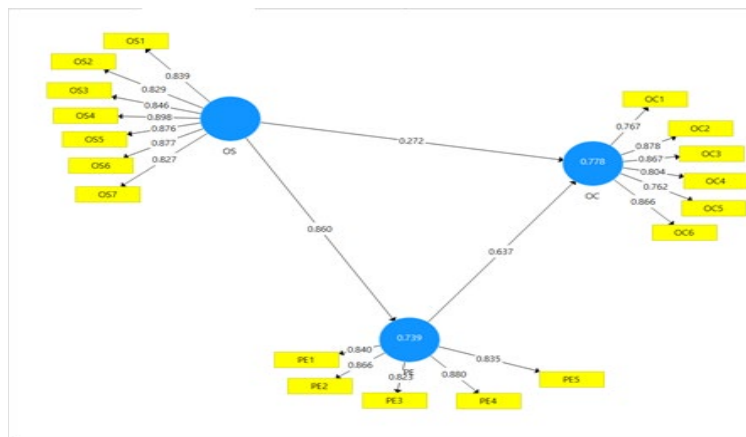 OS1
OS2
OS3
OS4
OS5
OS6
OS7
0.839
0.829
0.846
0.898
0.876
0.877
0.827
OS
0.272
0.860
0.637
0.778
OC
OC1
OC2
OC3
OC4
OC5
OC6
0.767
0.878
0.867
0.804
0.762
0.866
0.739
PE
PE1
PE2
PE3
PE4
PE5
0.840
0.866
0.823
0.880
0.835